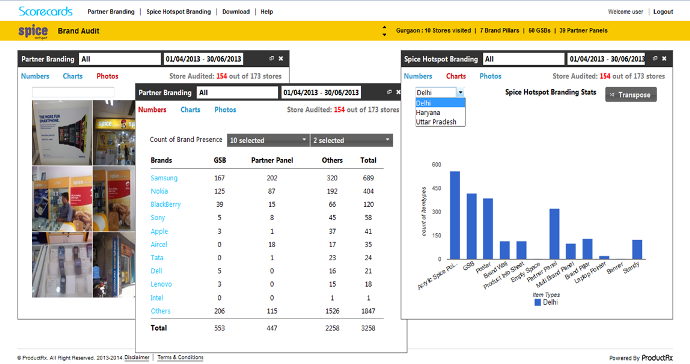 Scorecards Partner Branding | Spice Hotspot Branding | Download | Help Welcome user | Logout
spice hotspot Brand Audit Gurgaon : 10 Stores visited | 7 Brand Pillars | 50 GSBs | 39 Partner Panels
Partner Branding All 01/04/2013 - 30/06/2013
Numbers Charts Photos Store Audited: 154 out of 173 stores
Partner Branding All 01/04/2013 - 30/06/2013
Numbers Charts Photos Store Audited: 154 out of 173 stores
Count of Brand Presence 10 selected 2 selected
Brands GSB Partner Panel Others Total
Samsung 167 202 320 689
Nokia 125 87 192 404
BlackBerry 39 15 66 120
Sony 5 8 45 58
Apple 3 1 37 41
Aircel 0 18 17 35
Tata 0 1 23 24
Dell 5 0 16 21
Lenovo 3 0 15 18
Intel 0 0 1 1
Others 206 115 1526 1847
Total 553 447 2258 3258
Spice Hotspot Branding All 01/04/2013 - 30/06/2013
Numbers Charts Photos Store Audited: 154 out of 173 stores
Delhi
Delhi
Haryana
Uttar Pradesh
Spice Hotspot Branding Stats Transpose
count of itemtypes
600
450
300
150
0
Acrylic Spice Pol...
GSB
Poster
Brand Wall
Product Info Sheet
Empty Space
Partner Panel
Multi Brand Panel
Brand Pillar
Laptop Poster
Banner
Standy
Item Types
Delhi
© ProductRx. All Right Reserved. 2013-2014 Disclaimer | Terms & Conditions Powered By ProductRx